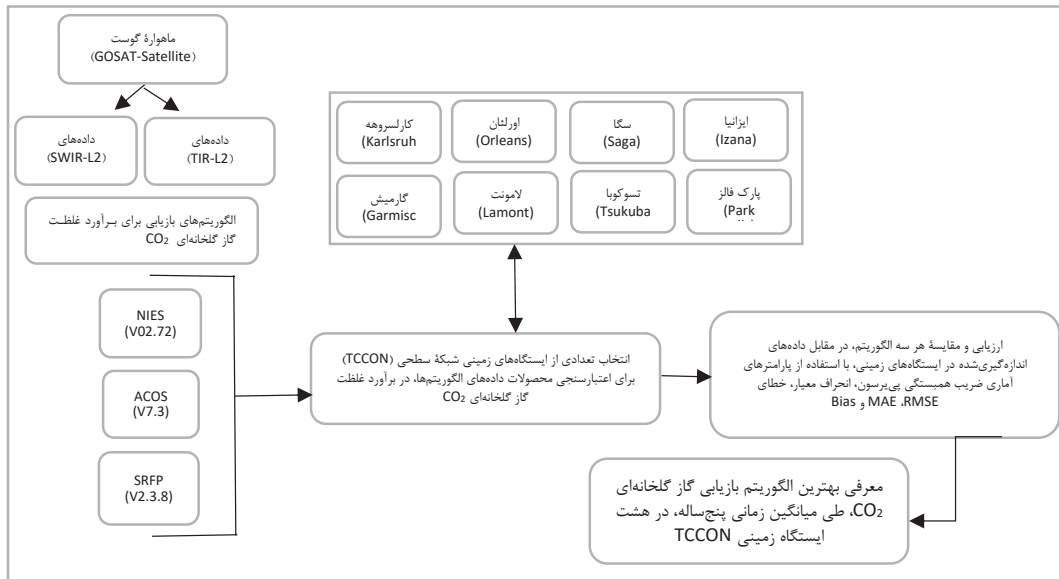 ماهوارهٔ گوست
(GOSAT-Satellite)
داده‌های
(SWIR-L2)
داده‌های
(TIR-L2)
الگوریتم‌های بازیابی برای بـرآورد غلظـت
گاز گلخانه‌ای CO₂
NIES
(V02.72)
ACOS
(V7.3)
SRFP
(V2.3.8)
کارلسروهه
(Karlsruh
اورلئان
(Orleans)
سگا
(Saga)
ایزانیا
(Izana)
گارمیش
(Garmisc
لامونت
(Lamont)
تسوکوبا
(Tsukuba
پارک فالز
(Park
انتخاب تعدادی از ایستگاه‌های زمینی شبکهٔ سطحی (TCCON)
برای اعتبارسنجی محصولات داده‌های الگوریتم‌ها، در برآورد غلظت
گاز گلخانه‌ای CO₂
ارزیابی و مقایسهٔ هر سه الگوریتم، در مقابل داده‌های
اندازه‌گیری‌شده در ایستگاه‌های زمینی، با استفاده از پارامترهای
آماری ضریب همبستگی پی‌یرسون، انحراف معیار، خطای
RMSE، MAE و Bias
معرفی بهترین الگوریتم بازیابی گاز گلخانه‌ای
CO₂، طی میانگین زمانی پنج‌ساله، در هشت
ایستگاه زمینی TCCON